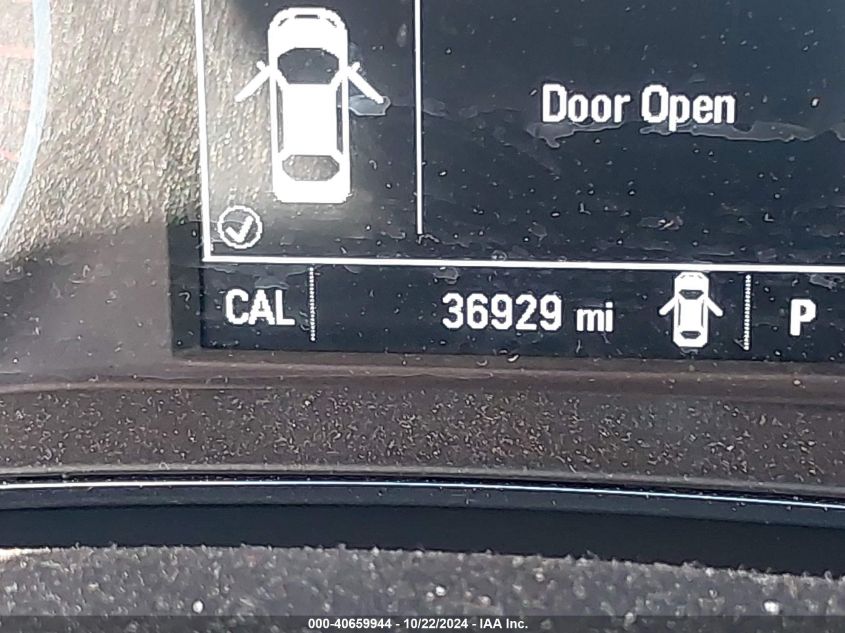 Door Open
CAL 36929 mi P
000-40659944 - 10/22/2024 - IAA Inc.